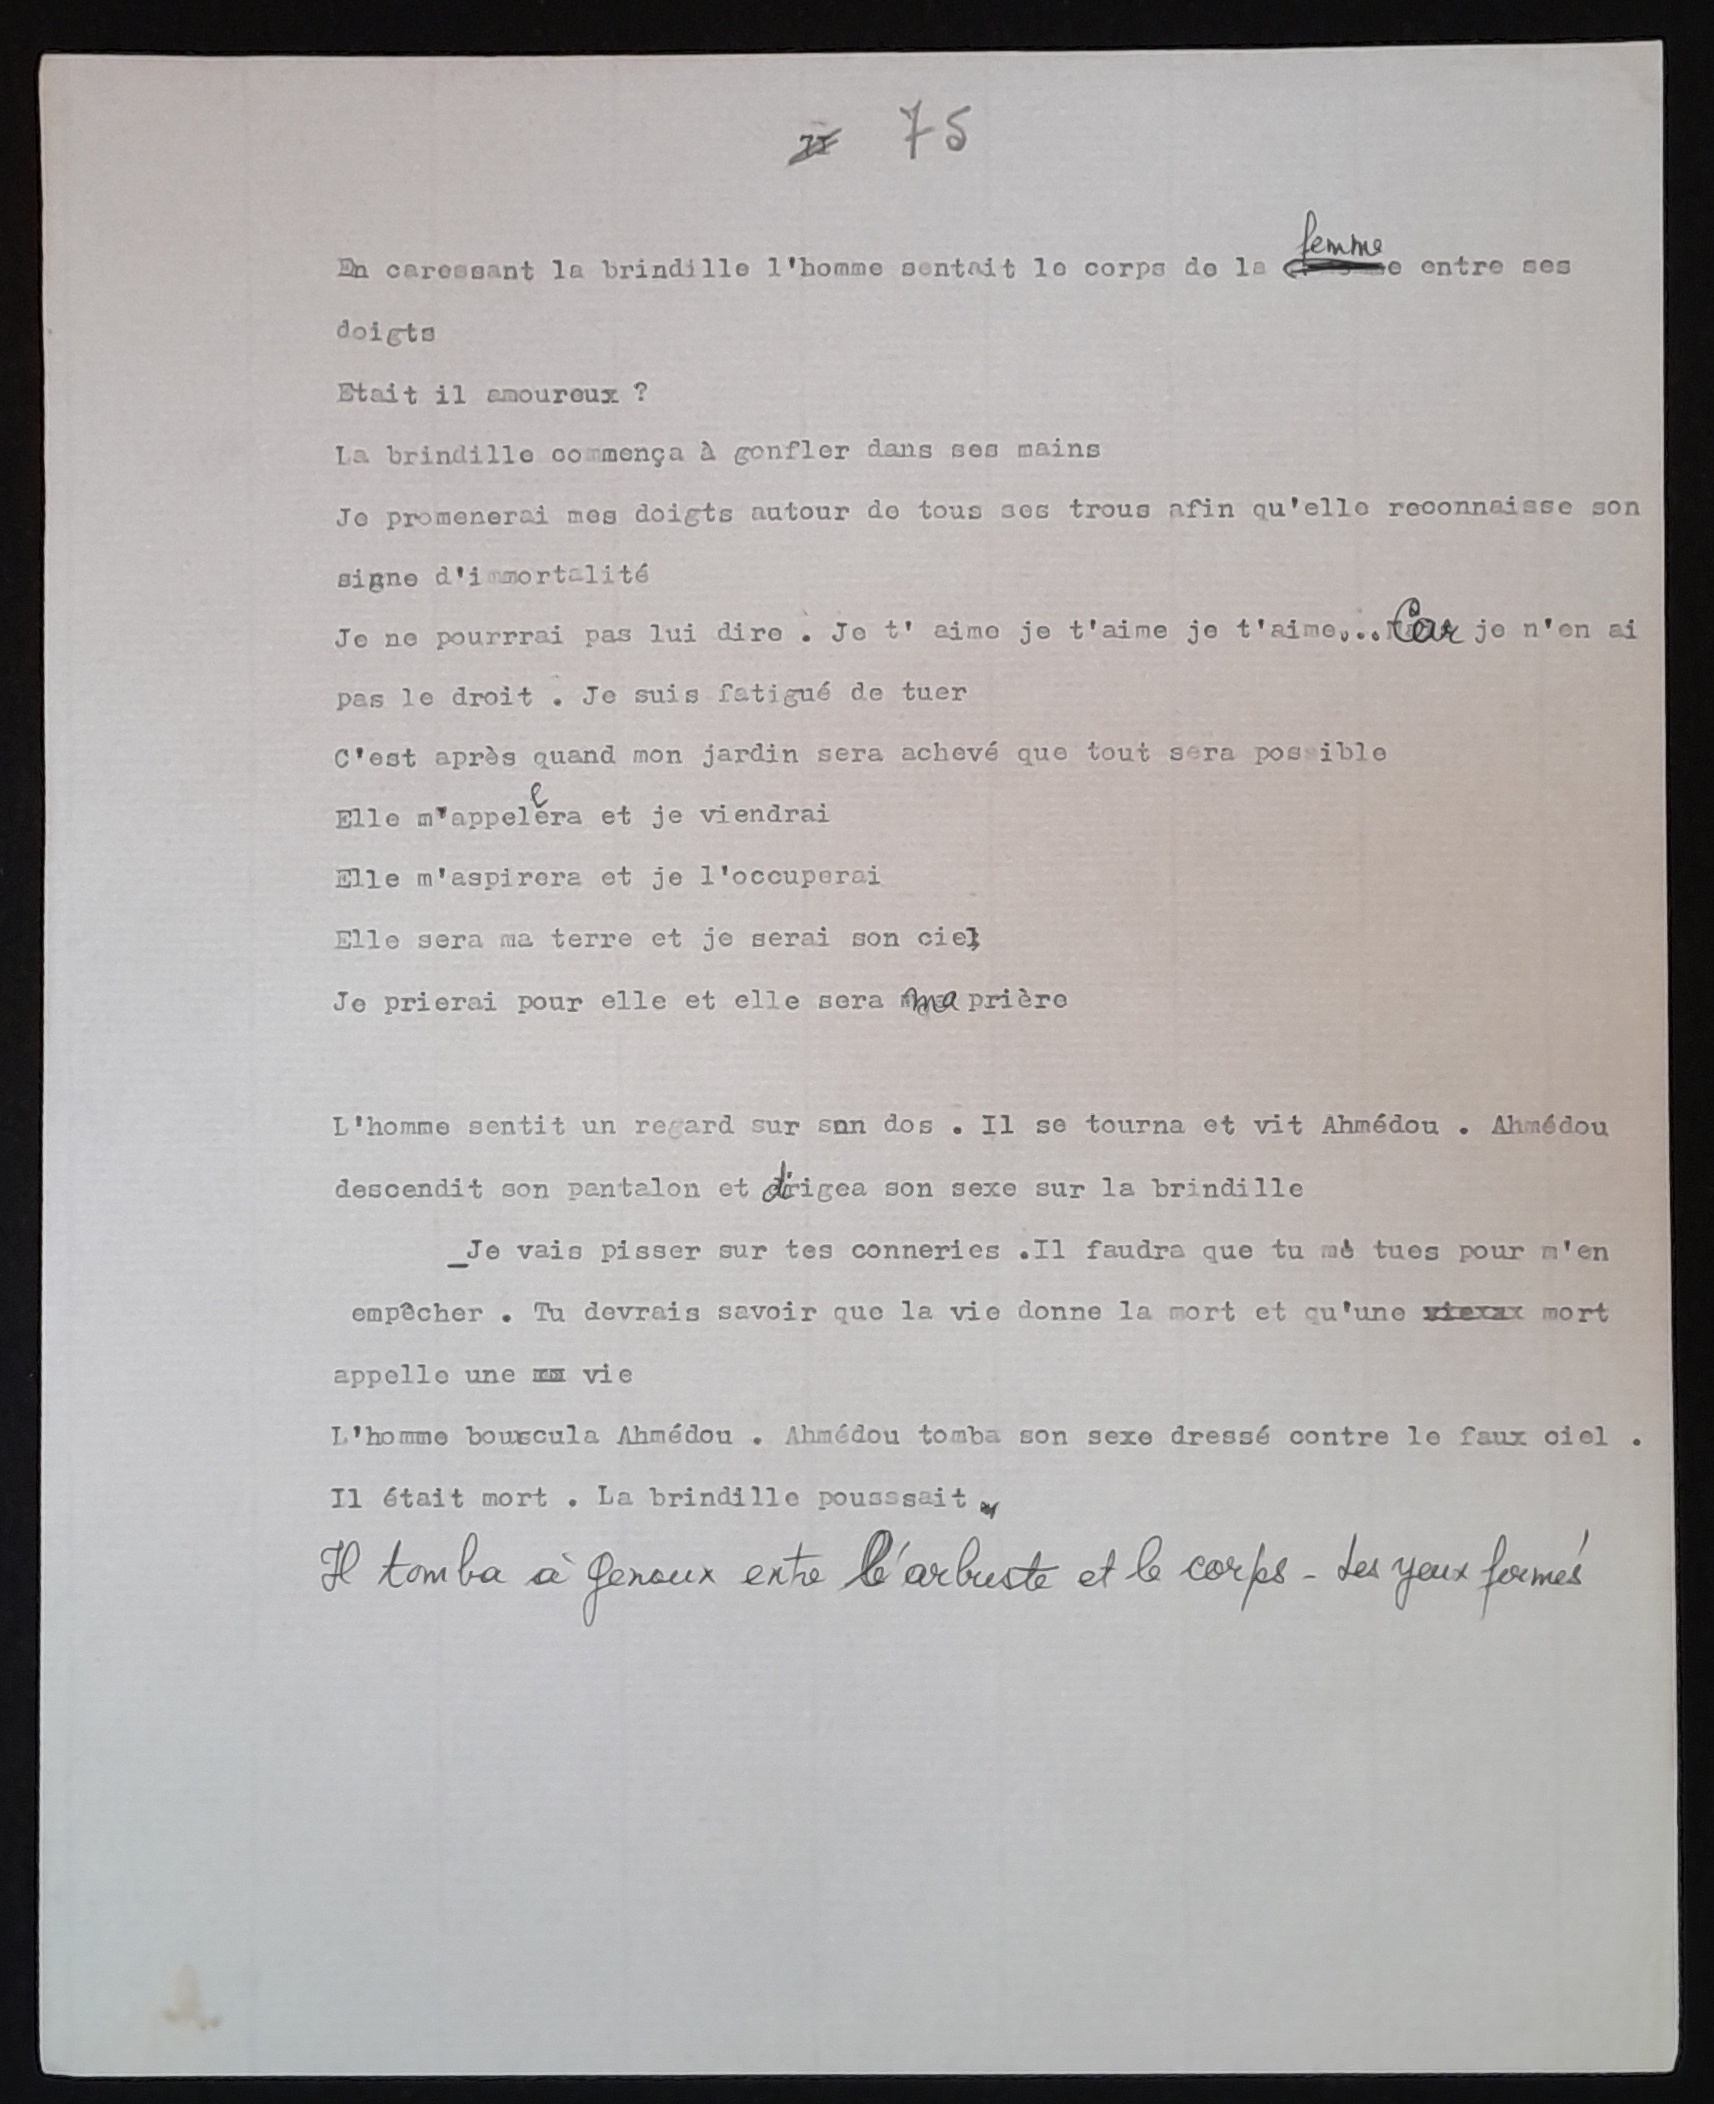 75
En caressant la brindille l'homme sentait le corps de la femme entre ses
doigts
Etait il amoureux ?
La brindille commença à gonfler dans ses mains
Je promenerai mes doigts autour de tous ses trous afin qu'elle reconnaisse son
signe d'immortalité
Je ne pourrrai pas lui dire . Je t' aime je t'aime je t'aime... Car je n'en ai
pas le droit . Je suis fatigué de tuer
C'est après quand mon jardin sera achevé que tout sera possible
Elle m'appellera et je viendrai
Elle m'aspirera et je l'occuperai
Elle sera ma terre et je serai son ciel
Je prierai pour elle et elle sera ma prière
L'homme sentit un regard sur son dos . Il se tourna et vit Ahmédou . Ahmédou
descendit son pantalon et dirigea son sexe sur la brindille
_Je vais pisser sur tes conneries .Il faudra que tu me tues pour m'en
empêcher . Tu devrais savoir que la vie donne la mort et qu'une mort
appelle une vie
L'homme bouscula Ahmédou . Ahmédou tomba son sexe dressé contre le faux ciel .
Il était mort . La brindille pousssait
Il tomba à genoux entre l'arbuste et le corps - Les yeux fermés